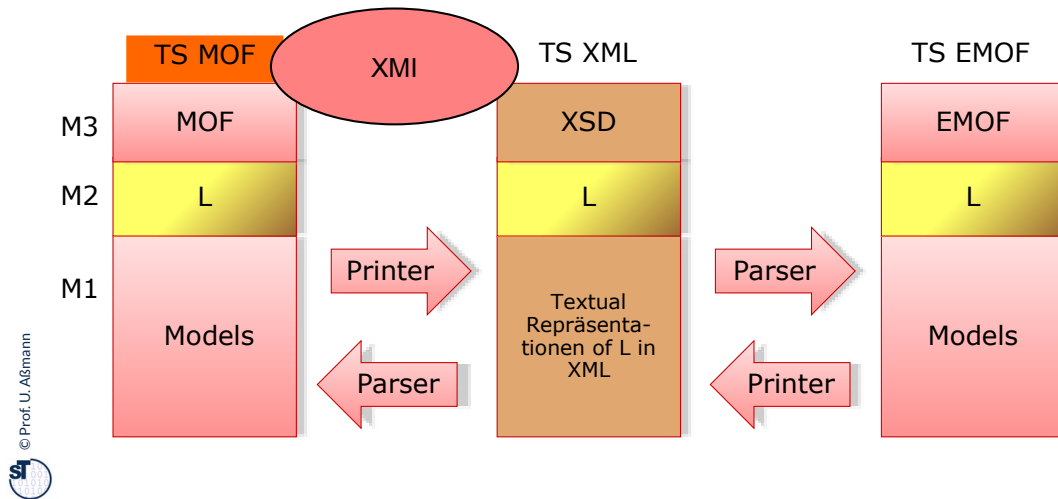 TS MOF
XMI
TS XML
TS EMOF
M3
MOF
XSD
EMOF
M2
L
L
L
M1
Printer
Parser
Models
Textual
Repräsenta-
tionen of L in
XML
Models
Parser
Printer
© Prof. U. Aßmann
ST